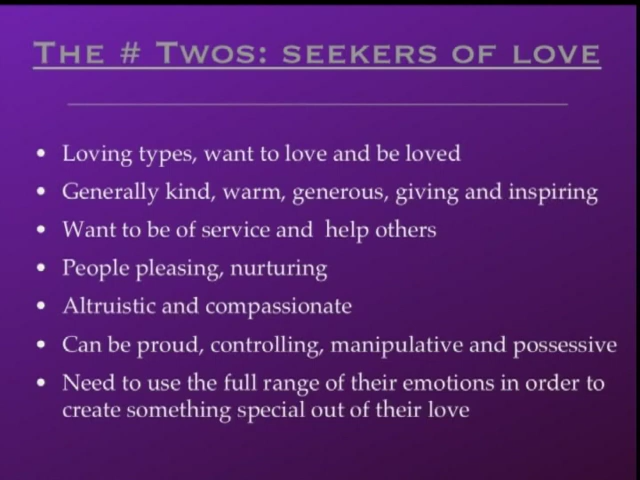 The # Twos: seekers of love
• Loving types, want to love and be loved
• Generally kind, warm, generous, giving and inspiring
• Want to be of service and  help others
• People pleasing, nurturing
• Altruistic and compassionate
• Can be proud, controlling, manipulative and possessive
• Need to use the full range of their emotions in order to
create something special out of their love